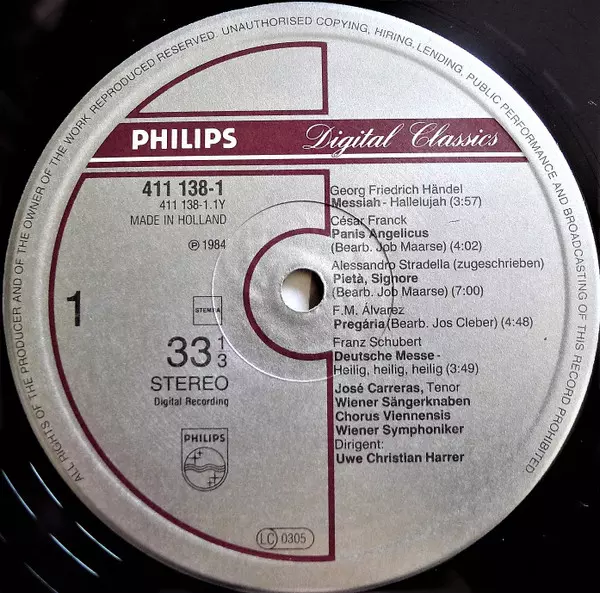 ALL RIGHTS OF THE PRODUCER AND OF THE OWNER OF THE WORK REPRODUCED RESERVED. UNAUTHORISED COPYING, HIRING, LENDING, PUBLIC PERFORMANCE AND BROADCASTING OF THIS RECORD PROHIBITED
PHILIPS Digital Classics
411 138-1
411 138-1.1Y
MADE IN HOLLAND
℗ 1984
1
STEMRA
33 1/3
STEREO
Digital Recording
PHILIPS
Georg Friedrich Händel
Messiah - Hallelujah (3:57)
César Franck
Panis Angelicus
(Bearb. Job Maarse) (4:02)
Alessandro Stradella (zugeschrieben)
Pietà, Signore
(Bearb. Job Maarse) (7:00)
F.M. Álvarez
Pregária (Bearb. Jos Cleber) (4:48)
Franz Schubert
Deutsche Messe -
Heilig, heilig, heilig (3:49)
José Carreras, Tenor
Wiener Sängerknaben
Chorus Viennensis
Wiener Symphoniker
Dirigent:
Uwe Christian Harrer
LC 0305